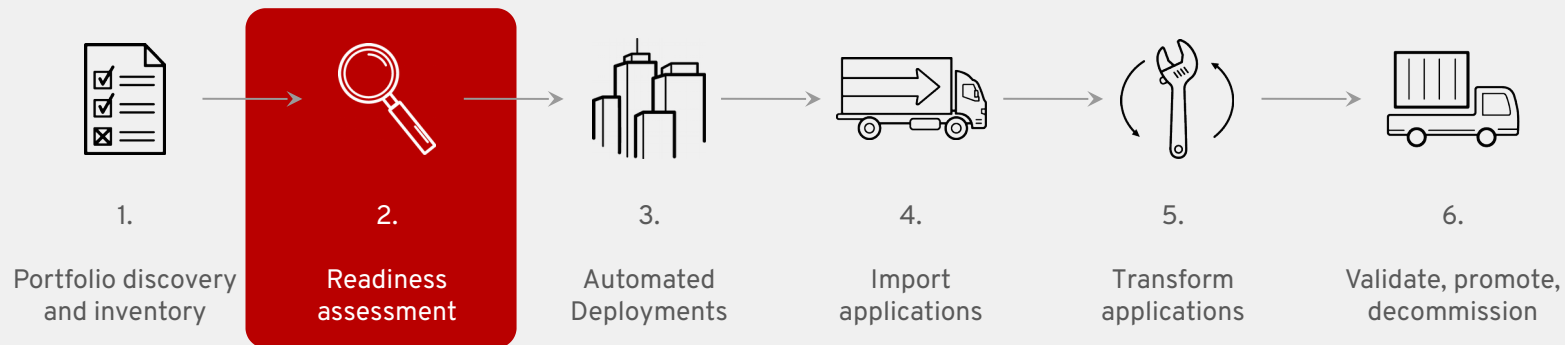 1.
Portfolio discovery
and inventory
2.
Readiness
assessment
3.
Automated
Deployments
4.
Import
applications
5.
Transform
applications
6.
Validate, promote,
decommission